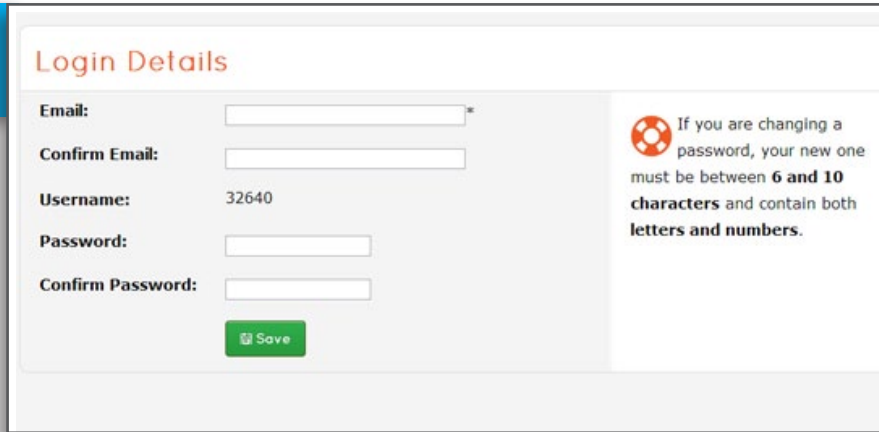 Login Details
Email:
*
Confirm Email:
Username:
32640
Password:
Confirm Password:
Save
If you are changing a
password, your new one
must be between 6 and 10
characters and contain both
letters and numbers.